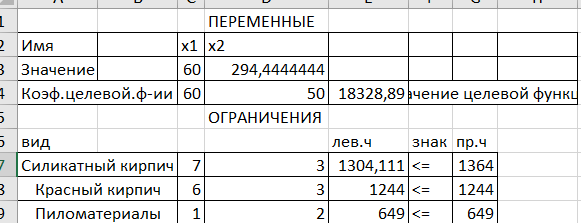 A B C D E F G H
1 ПЕРЕМЕННЫЕ
2 Имя x1 x2
3 Значение 60 294,4444444
4 Коэф.целевой.ф-ии 60 50 18328,89 ачение целевой функц
5 ОГРАНИЧЕНИЯ
6 вид лев.ч знак пр.ч
7 Силикатный кирпич 7 3 1304,111 <= 1364
8 Красный кирпич 6 3 1244 <= 1244
9 Пиломатериалы 1 2 649 <= 649